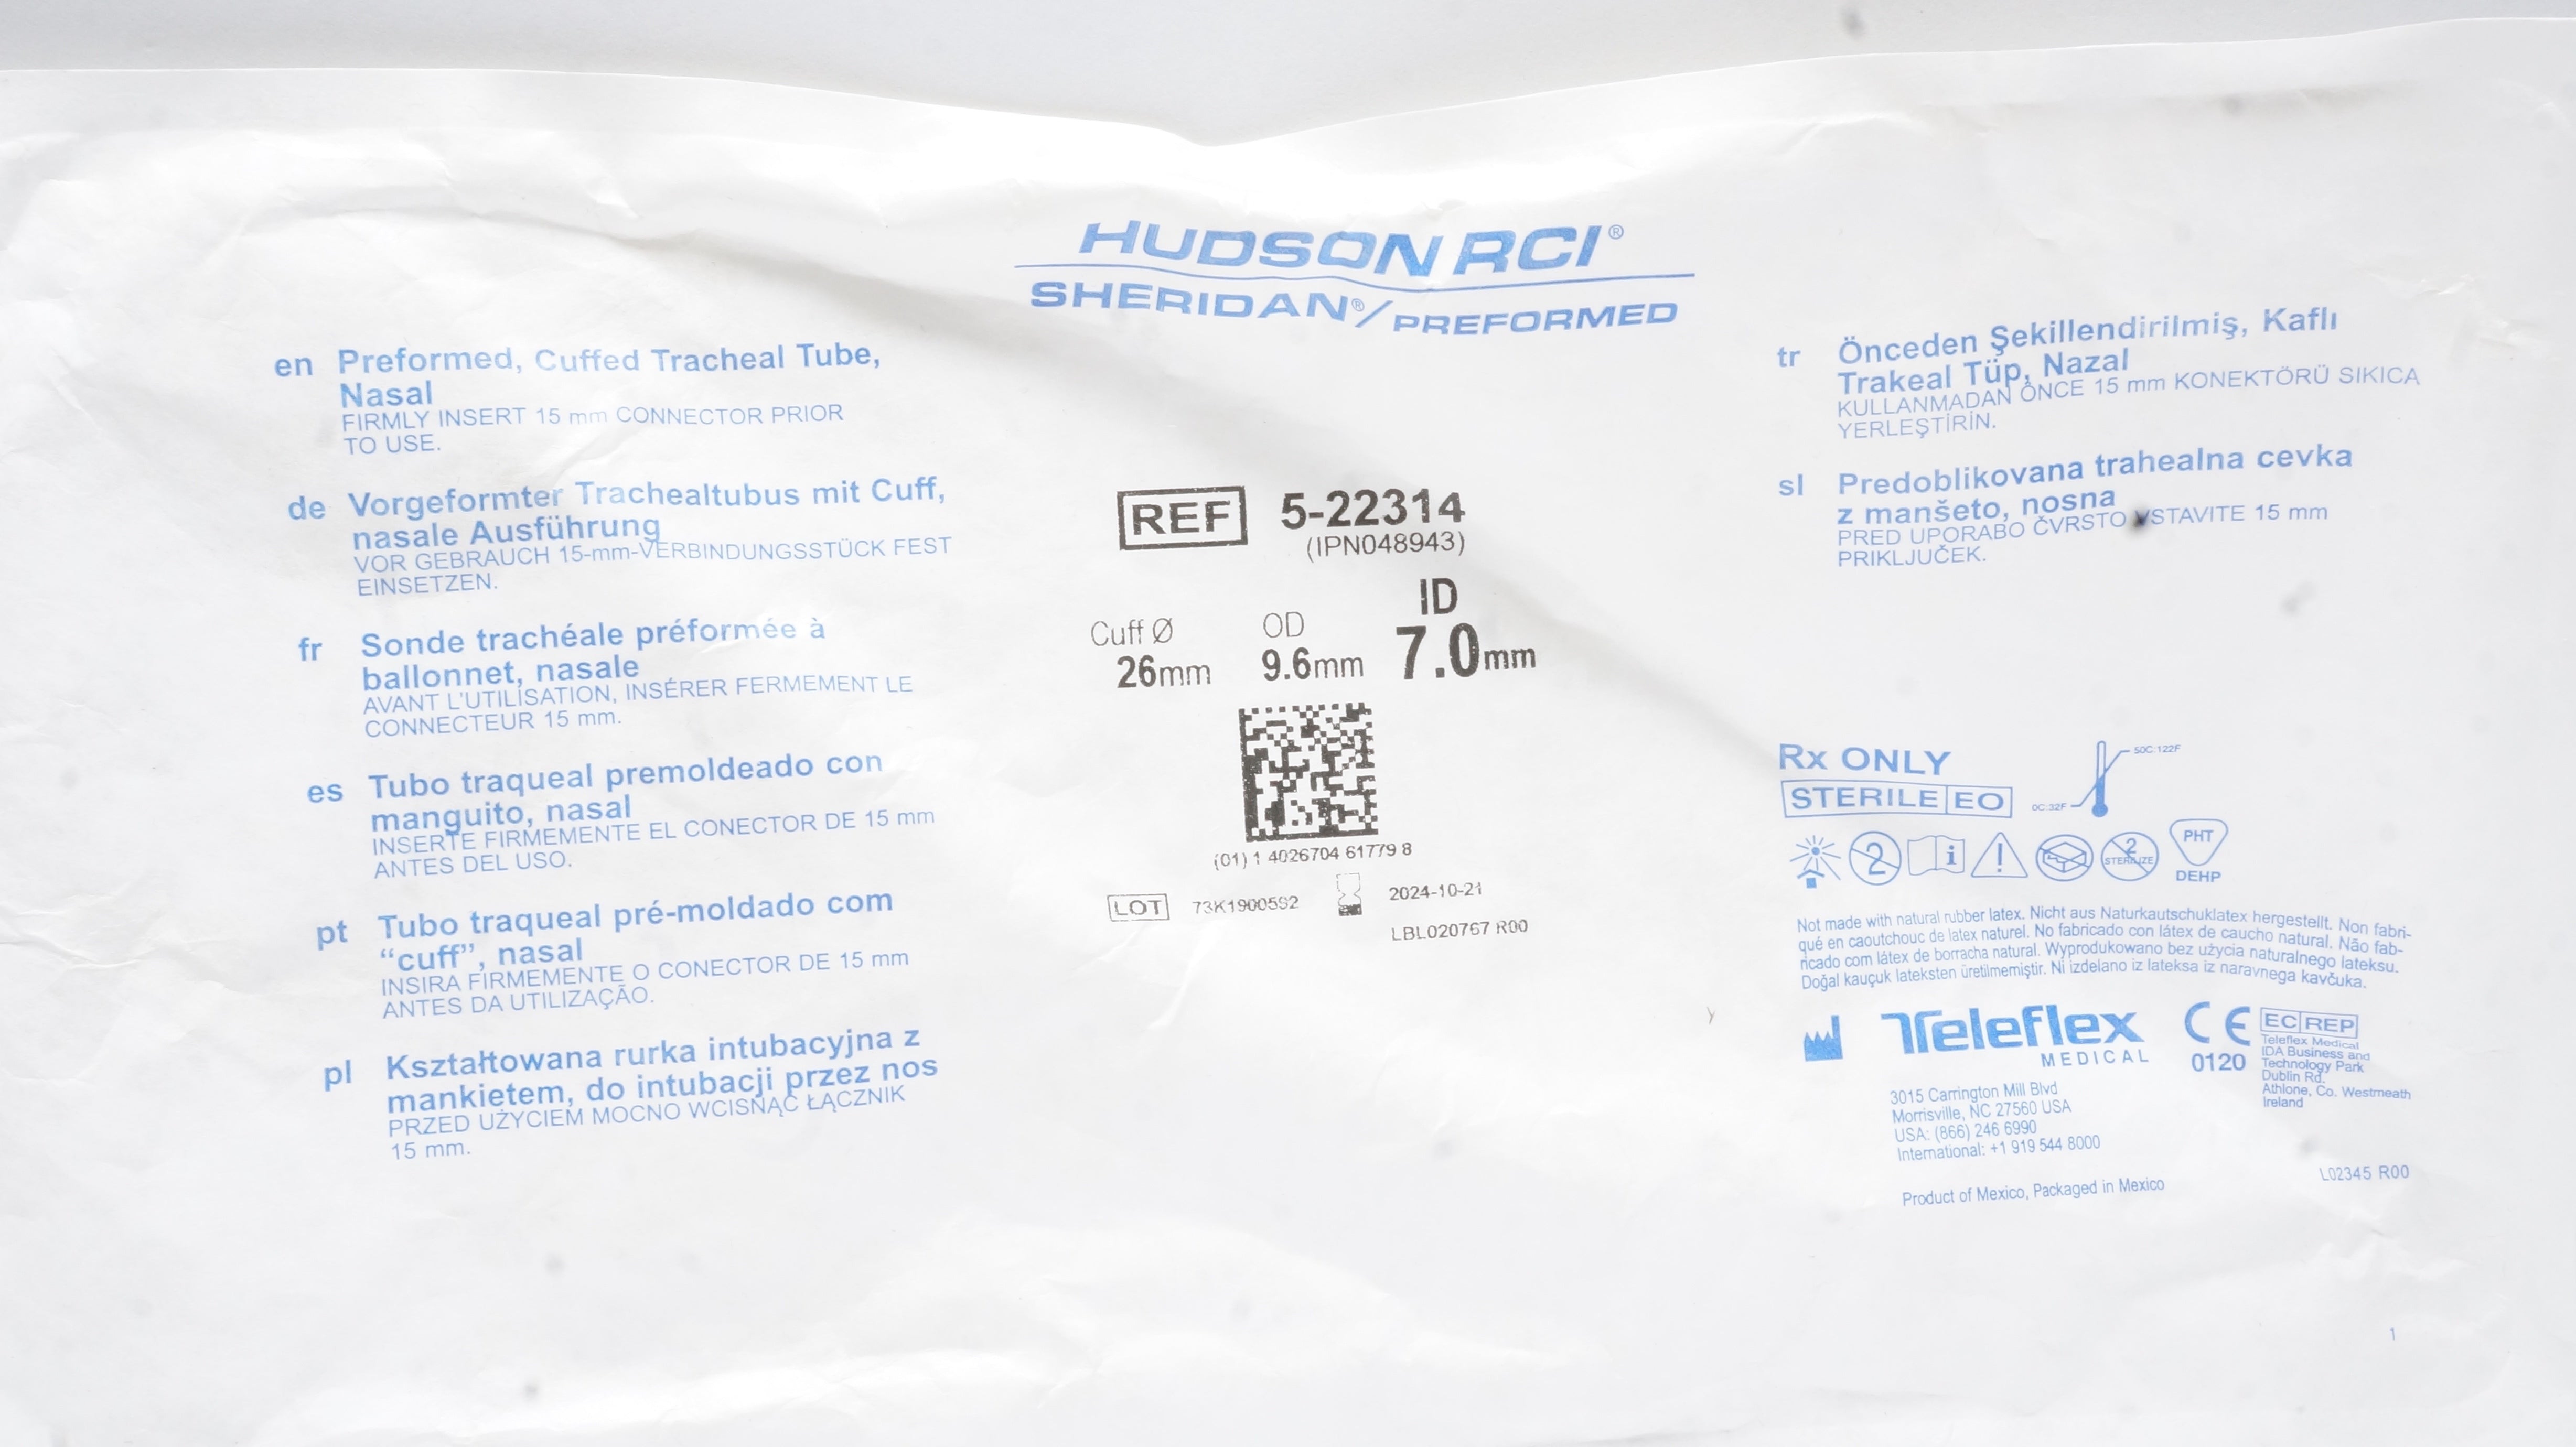 HUDSON RCI®
SHERIDAN®/PREFORMED
en Preformed, Cuffed Tracheal Tube,
Nasal
FIRMLY INSERT 15 mm CONNECTOR PRIOR
TO USE.
de Vorgeformter Trachealtubus mit Cuff,
nasale Ausführung
VOR GEBRAUCH 15-mm-VERBINDUNGSSTÜCK FEST
EINSETZEN.
fr Sonde trachéale préformée à
ballonnet, nasale
AVANT L'UTILISATION, INSÉRER FERMEMENT LE
CONNECTEUR 15 mm.
es Tubo traqueal premoldeado con
manguito, nasal
INSERTE FIRMEMENTE EL CONECTOR DE 15 mm
ANTES DEL USO.
pt Tubo traqueal pré-moldado com
“cuff”, nasal
INSIRA FIRMEMENTE O CONECTOR DE 15 mm
ANTES DA UTILIZAÇÃO.
pl Kształtowana rurka intubacyjna z
mankietem, do intubacji przez nos
PRZED UŻYCIEM MOCNO WCISNĄĆ ŁĄCZNIK
15 mm.
REF 5-22314
(IPN048943)
Cuff Ø OD ID
26mm 9.6mm 7.0mm
(01) 1 4026704 61779 8
LOT 73K1900592 2024-10-21
LBL020767 R00
tr Önceden Şekillendirilmiş, Kaflı
Trakeal Tüp, Nazal
KULLANMADAN ÖNCE 15 mm KONEKTÖRÜ SIKICA
YERLEŞTİRİN.
sl Predoblikovana trahealna cevka
z manšeto, nosna
PRED UPORABO ČVRSTO VSTAVITE 15 mm
PRIKLJUČEK.
Rx ONLY
STERILE EO
50C:122F
0C:32F
2
i
!
2
STERILIZE
PHT
DEHP
Not made with natural rubber latex. Nicht aus Naturkautschuklatex hergestellt. Non fabri-
qué en caoutchouc de latex naturel. No fabricado con látex de caucho natural. Não fab-
ricado com látex de borracha natural. Wyprodukowano bez użycia naturalnego lateksu.
Doğal kauçuk lateksten üretilmemiştir. Ni izdelano iz lateksa iz naravnega kavčuka.
Teleflex
MEDICAL
3015 Carrington Mill Blvd
Morrisville, NC 27560 USA
USA: (866) 246 6990
International: +1 919 544 8000
Product of Mexico, Packaged in Mexico
CE
0120
EC REP
Teleflex Medical
IDA Business and
Technology Park
Dublin Rd.
Athlone, Co. Westmeath
Ireland
L02345 R00
1